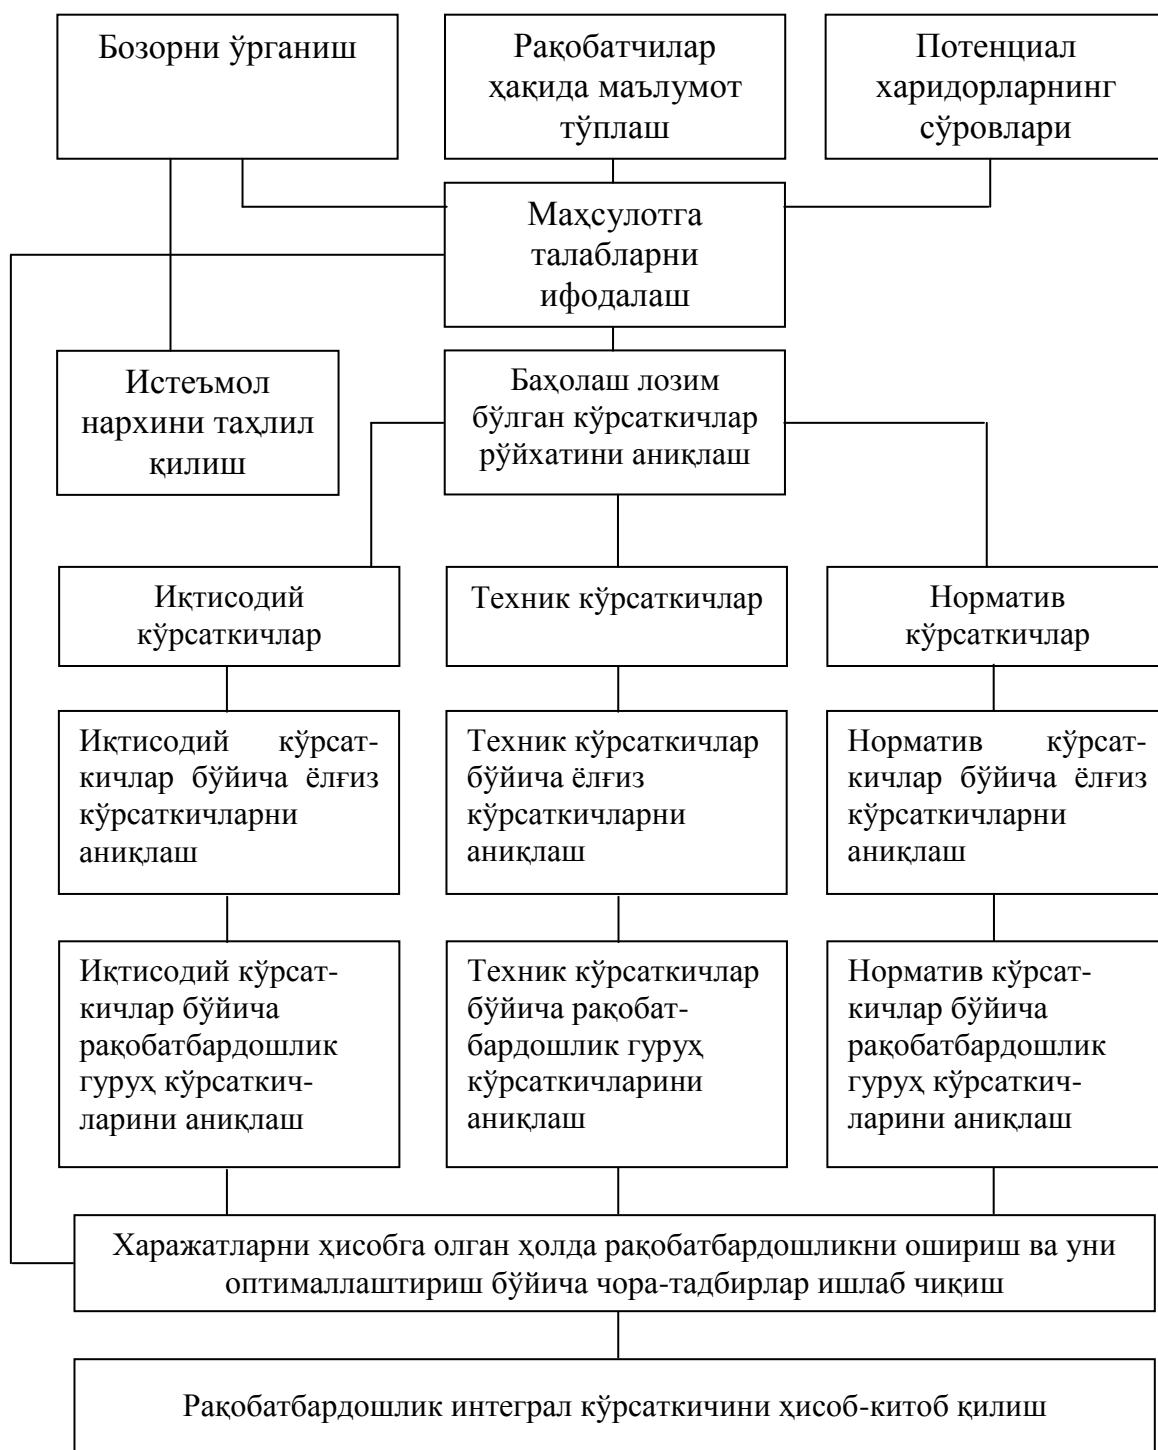 Бозорни ўрганиш
Рақобатчилар
ҳақида маълумот
тўплаш
Потенциал
харидорларнинг
сўровлари
Маҳсулотга
талабларни
ифодалаш
Истеъмол
нархини таҳлил
қилиш
Баҳолаш лозим
бўлган кўрсаткичлар
рўйхатини аниқлаш
Иқтисодий
кўрсаткичлар
Техник кўрсаткичлар
Норматив
кўрсаткичлар
Иқтисодий кўрсат-
кичлар бўйича ёлғиз
кўрсаткичларни
аниқлаш
Техник кўрсаткичлар
бўйича ёлғиз
кўрсаткичларни
аниқлаш
Норматив кўрсат-
кичлар бўйича ёлғиз
кўрсаткичларни
аниқлаш
Иқтисодий кўрсат-
кичлар бўйича
рақобатбардошлик
гуруҳ кўрсаткич-
ларини аниқлаш
Техник кўрсаткичлар
бўйича рақобат-
бардошлик гуруҳ
кўрсаткичларини
аниқлаш
Норматив кўрсат-
кичлар бўйича
рақобатбардошлик
гуруҳ кўрсаткич-
ларини аниқлаш
Харажатларни ҳисобга олган ҳолда рақобатбардошликни ошириш ва уни
оптималлаштириш бўйича чора-тадбирлар ишлаб чиқиш
Рақобатбардошлик интеграл кўрсаткичини ҳисоб-китоб қилиш